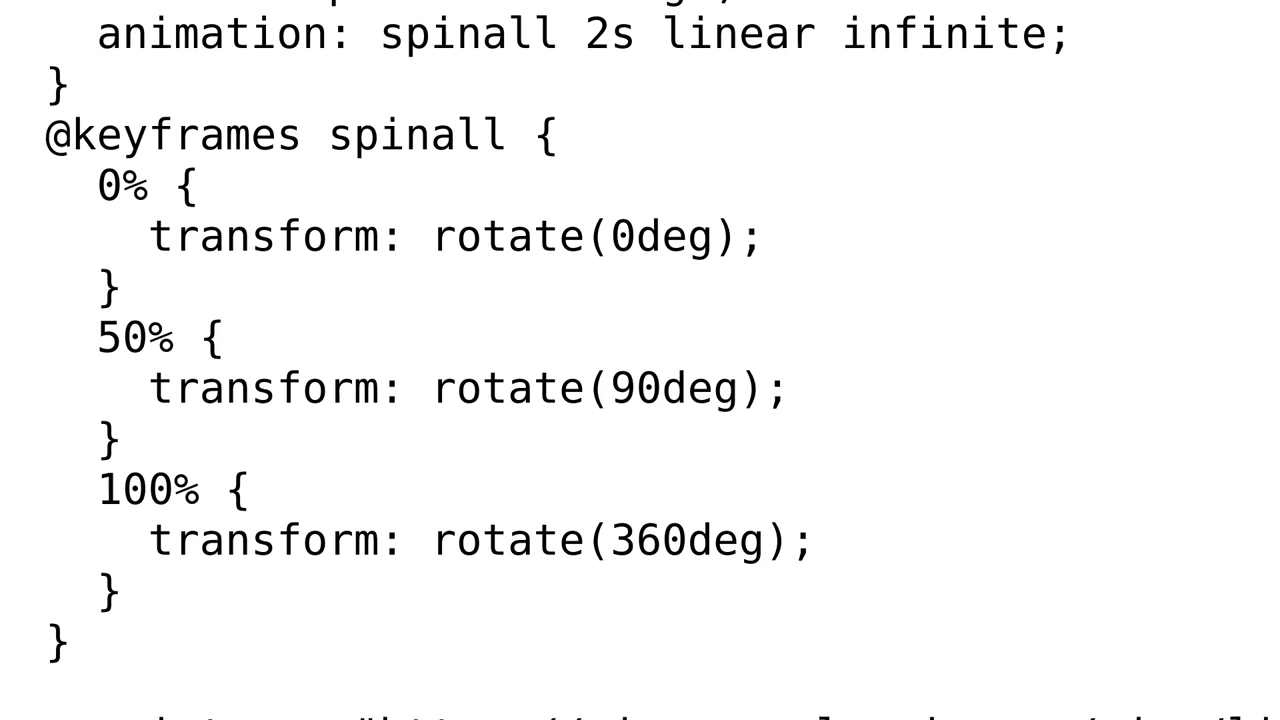 animation: spinall 2s linear infinite;
}
@keyframes spinall {
0% {
transform: rotate(0deg);
}
50% {
transform: rotate(90deg);
}
100% {
transform: rotate(360deg);
}
}